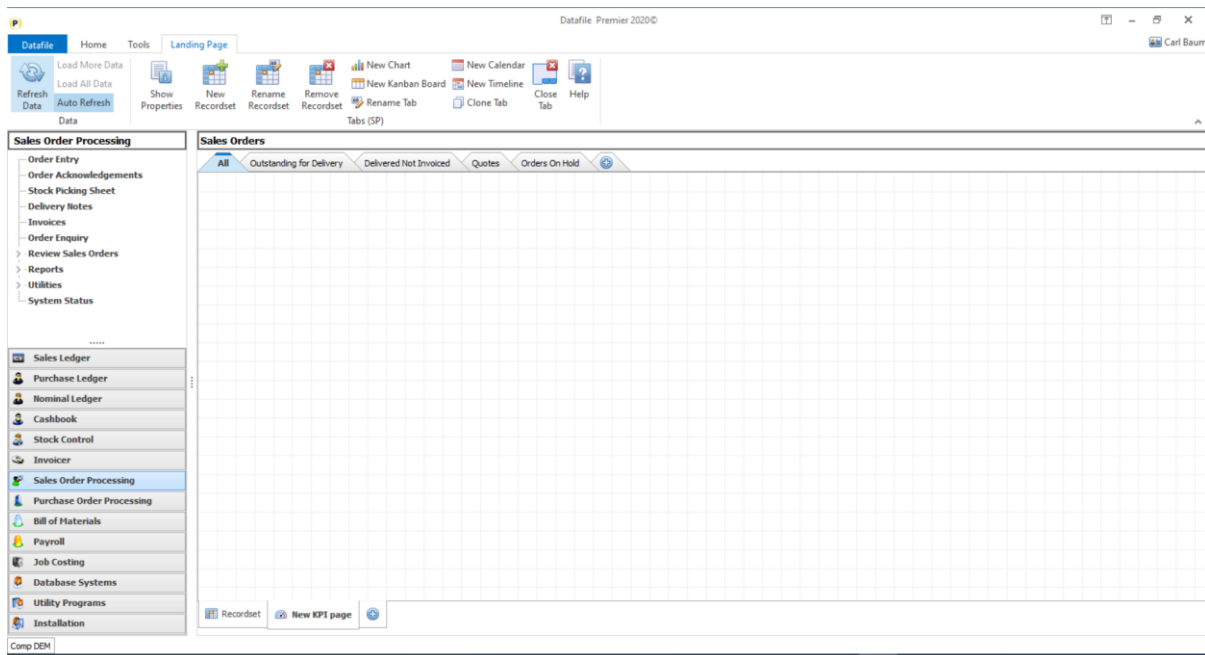 (P)
Datafile Premier 2020©
Datafile Home Tools Landing Page
Carl Baum
Refresh Data
Load More Data
Load All Data
Auto Refresh
Show Properties
New Recordset
Rename Recordset
Remove Recordset
New Chart
New Kanban Board
Rename Tab
New Calendar
New Timeline
Clone Tab
Close Tab
Help
Data
Tabs (SP)
Sales Order Processing
Order Entry
Order Acknowledgements
Stock Picking Sheet
Delivery Notes
Invoices
Order Enquiry
Review Sales Orders
Reports
Utilities
System Status
Sales Ledger
Purchase Ledger
Nominal Ledger
Cashbook
Stock Control
Invoicer
Sales Order Processing
Purchase Order Processing
Bill of Materials
Payroll
Job Costing
Database Systems
Utility Programs
Installation
Sales Orders
All Outstanding for Delivery Delivered Not Invoiced Quotes Orders On Hold
Recordset New KPI page
Comp DEM